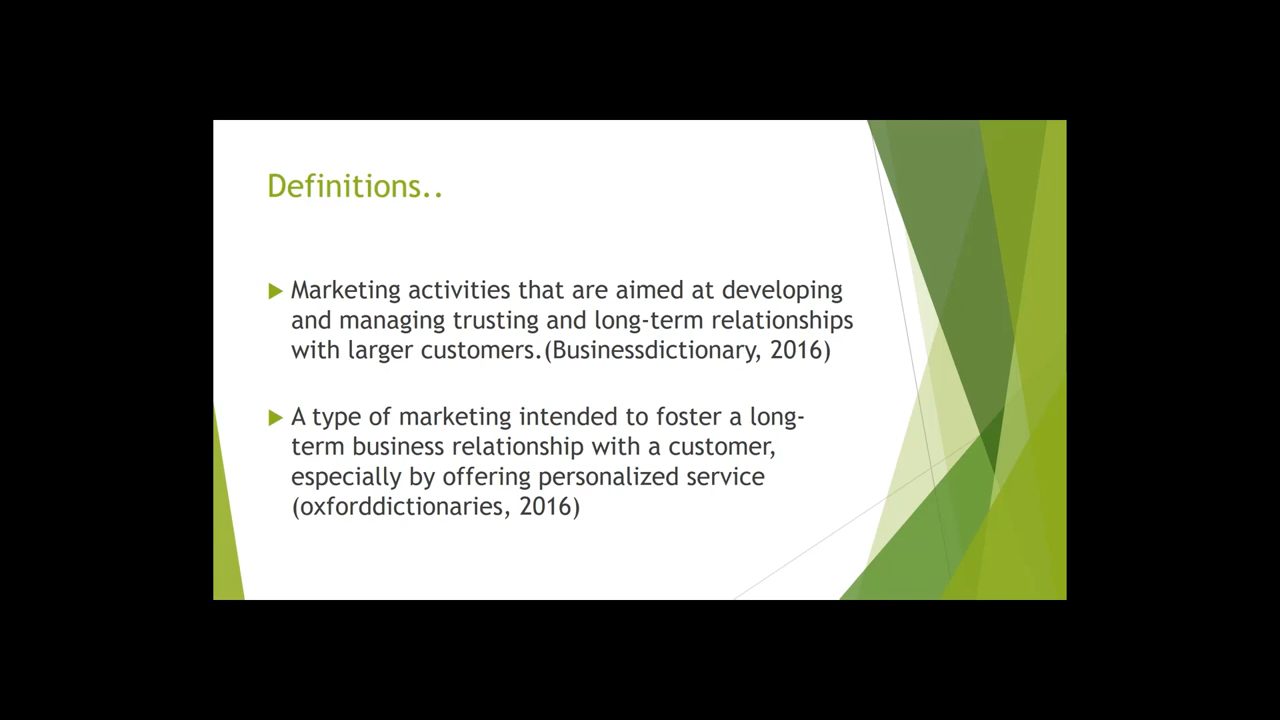 Definitions..
Marketing activities that are aimed at developing
and managing trusting and long-term relationships
with larger customers.(Businessdictionary, 2016)
A type of marketing intended to foster a long-
term business relationship with a customer,
especially by offering personalized service
(oxforddictionaries, 2016)